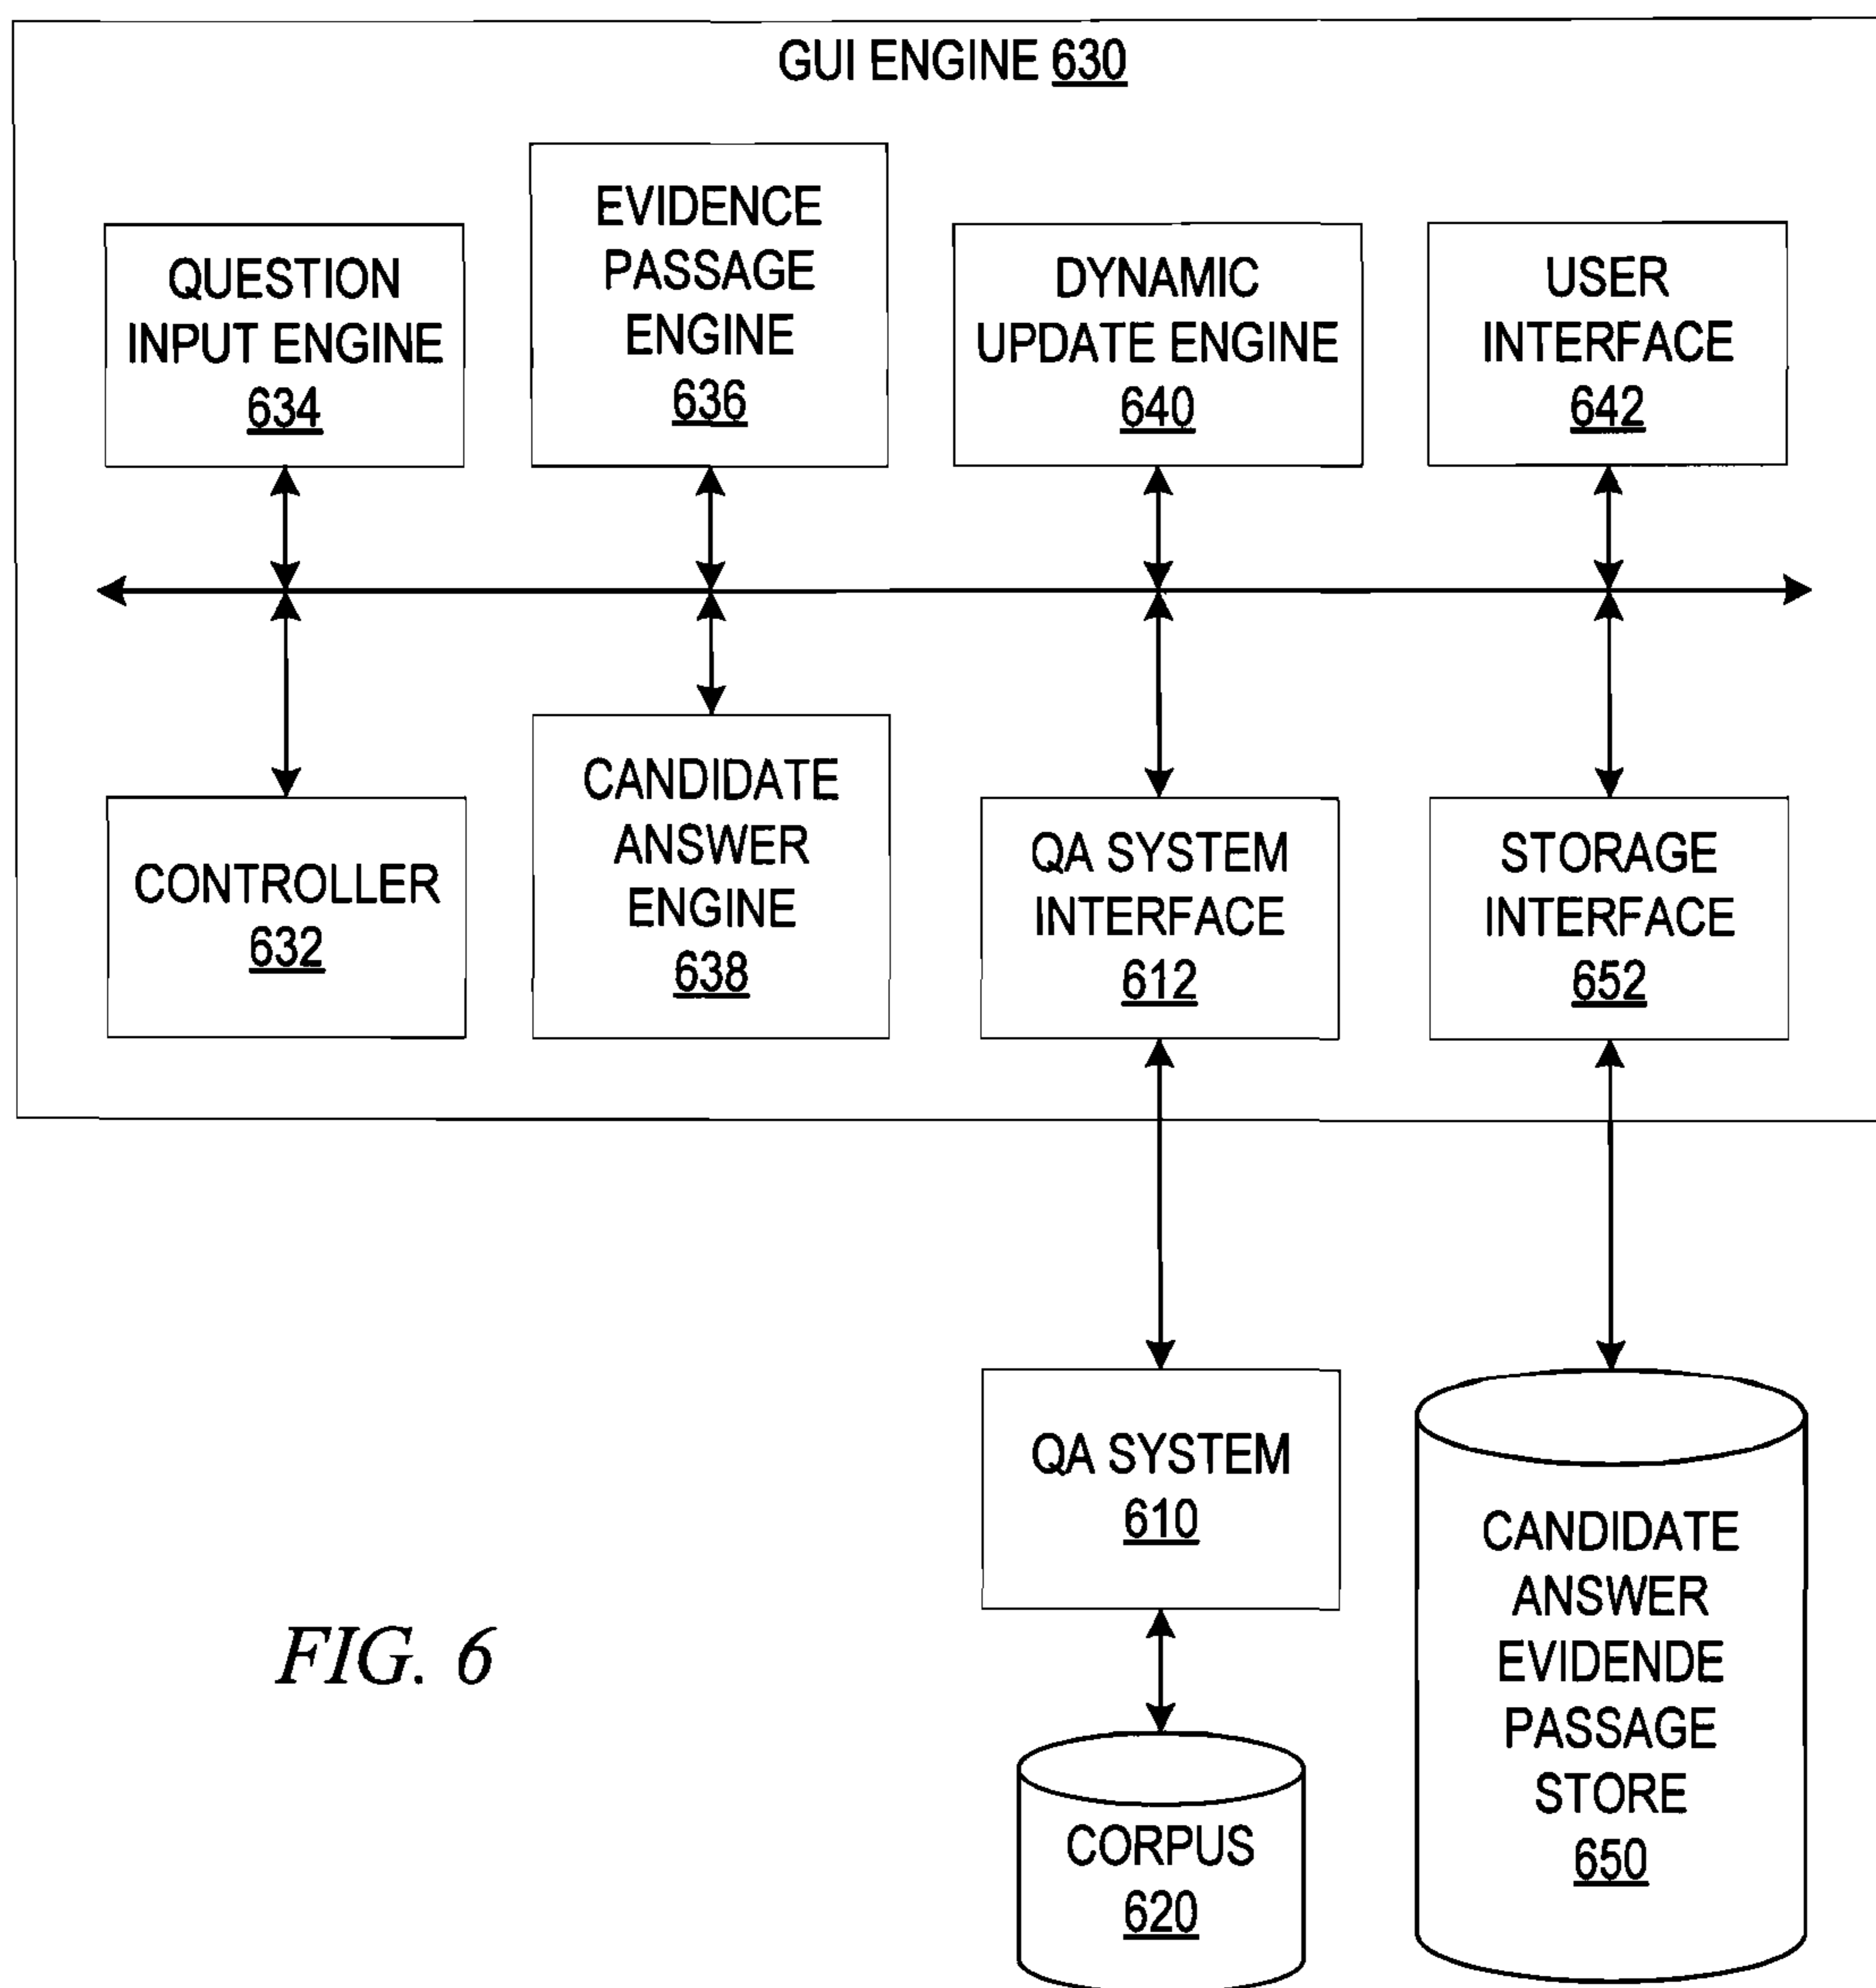 GUI ENGINE 630
QUESTION
INPUT ENGINE
634
EVIDENCE
PASSAGE
ENGINE
636
DYNAMIC
UPDATE ENGINE
640
USER
INTERFACE
642
CONTROLLER
632
CANDIDATE
ANSWER
ENGINE
638
QA SYSTEM
INTERFACE
612
STORAGE
INTERFACE
652
QA SYSTEM
610
CANDIDATE
ANSWER
EVIDENDE
PASSAGE
STORE
650
CORPUS
620
FIG. 6